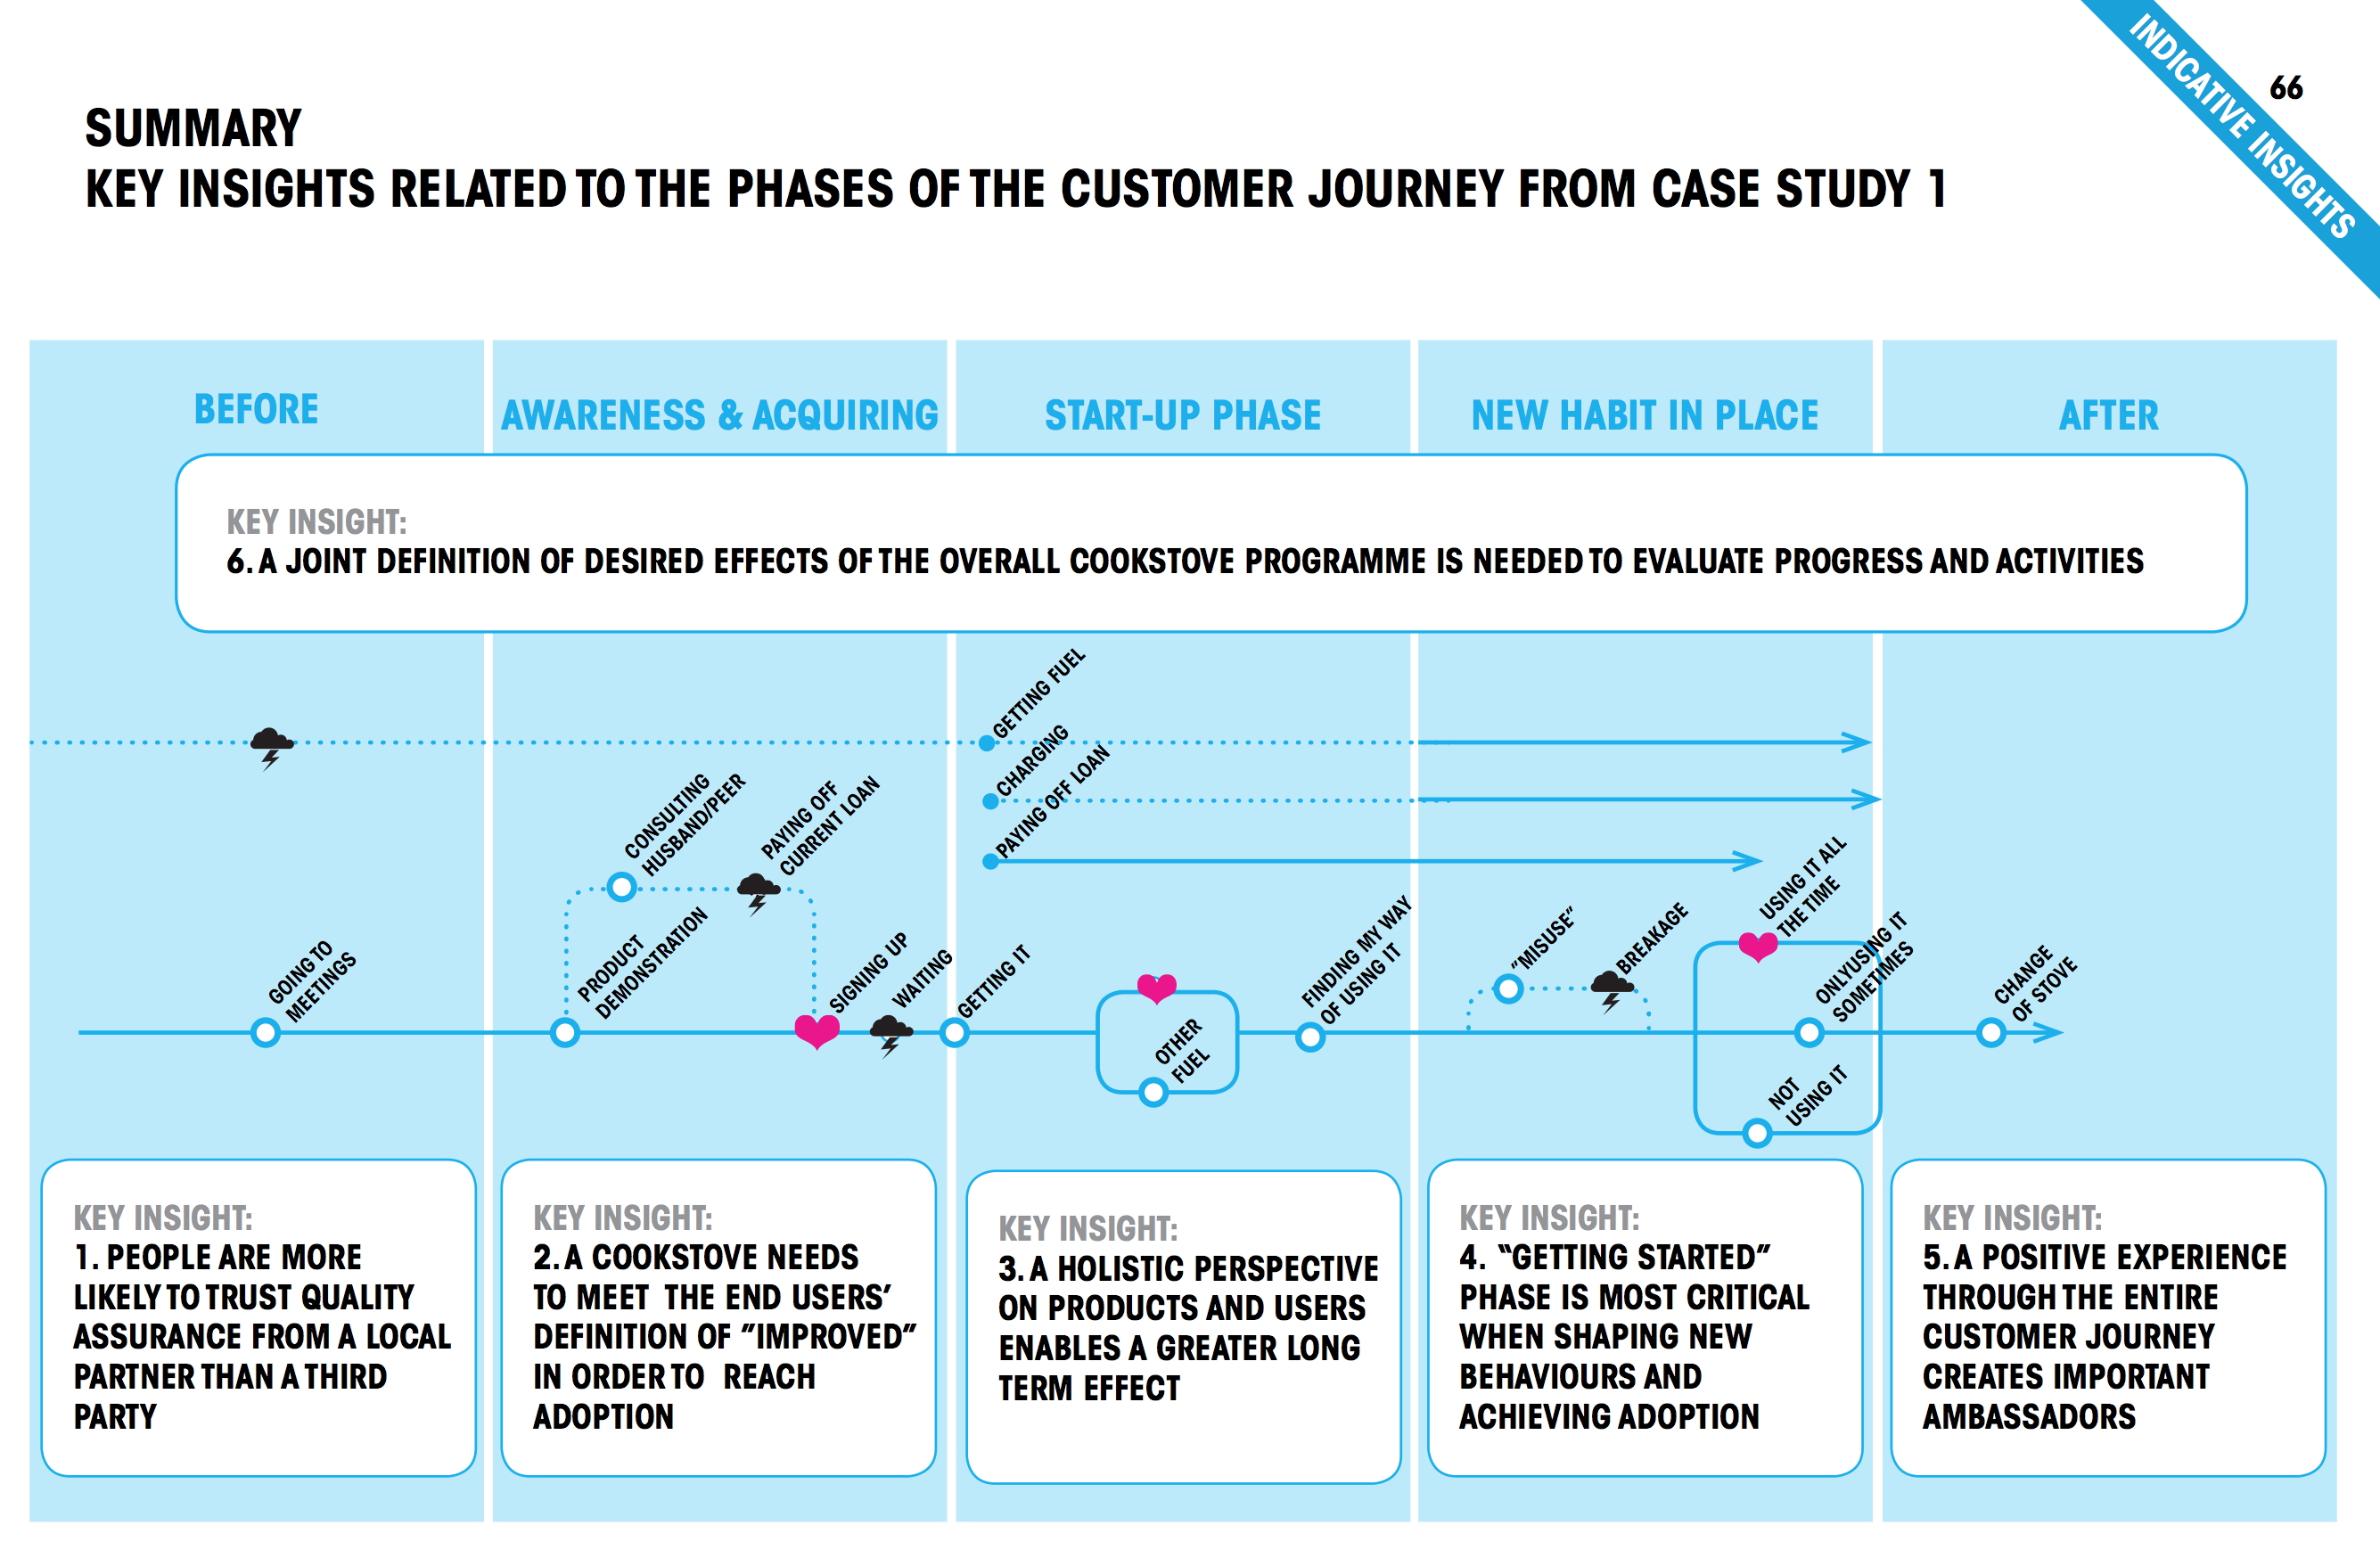 INDICATIVE INSIGHTS
66
SUMMARY
KEY INSIGHTS RELATED TO THE PHASES OF THE CUSTOMER JOURNEY FROM CASE STUDY 1
BEFORE
AWARENESS & ACQUIRING
START-UP PHASE
NEW HABIT IN PLACE
AFTER
KEY INSIGHT:
6. A JOINT DEFINITION OF DESIRED EFFECTS OF THE OVERALL COOKSTOVE PROGRAMME IS NEEDED TO EVALUATE PROGRESS AND ACTIVITIES
GETTING FUEL
CHARGING
PAYING OFF LOAN
GOING TO
MEETINGS
CONSULTING
HUSBAND/PEER
PAYING OFF
CURRENT LOAN
PRODUCT
DEMONSTRATION
SIGNING UP
WAITING
GETTING IT
OTHER
FUEL
FINDING MY WAY
OF USING IT
"MISUSE"
BREAKAGE
USING IT ALL
THE TIME
ONLYUSING IT
SOMETIMES
NOT
USING IT
CHANGE
OF STOVE
KEY INSIGHT:
1. PEOPLE ARE MORE
LIKELY TO TRUST QUALITY
ASSURANCE FROM A LOCAL
PARTNER THAN A THIRD
PARTY
KEY INSIGHT:
2. A COOKSTOVE NEEDS
TO MEET THE END USERS'
DEFINITION OF "IMPROVED"
IN ORDER TO REACH
ADOPTION
KEY INSIGHT:
3. A HOLISTIC PERSPECTIVE
ON PRODUCTS AND USERS
ENABLES A GREATER LONG
TERM EFFECT
KEY INSIGHT:
4. "GETTING STARTED"
PHASE IS MOST CRITICAL
WHEN SHAPING NEW
BEHAVIOURS AND
ACHIEVING ADOPTION
KEY INSIGHT:
5. A POSITIVE EXPERIENCE
THROUGH THE ENTIRE
CUSTOMER JOURNEY
CREATES IMPORTANT
AMBASSADORS